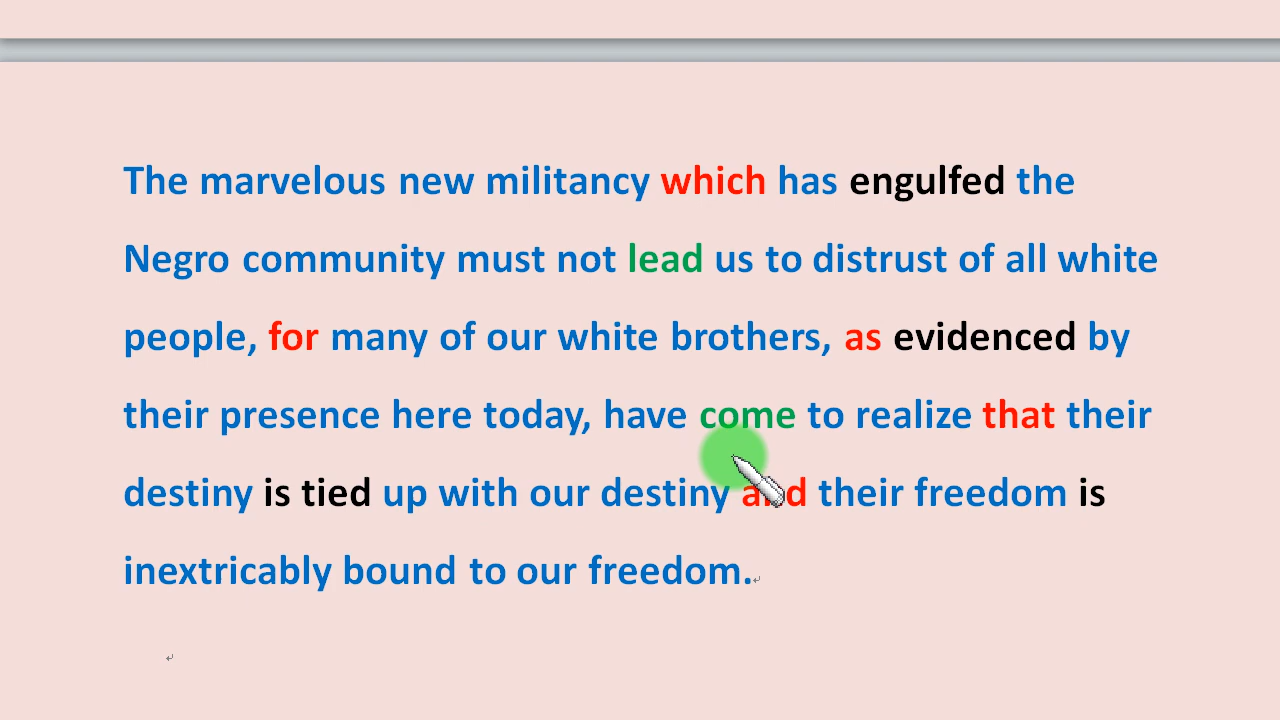 The marvelous new militancy which has engulfed the
Negro community must not lead us to distrust of all white
people, for many of our white brothers, as evidenced by
their presence here today, have come to realize that their
destiny is tied up with our destiny and their freedom is
inextricably bound to our freedom.